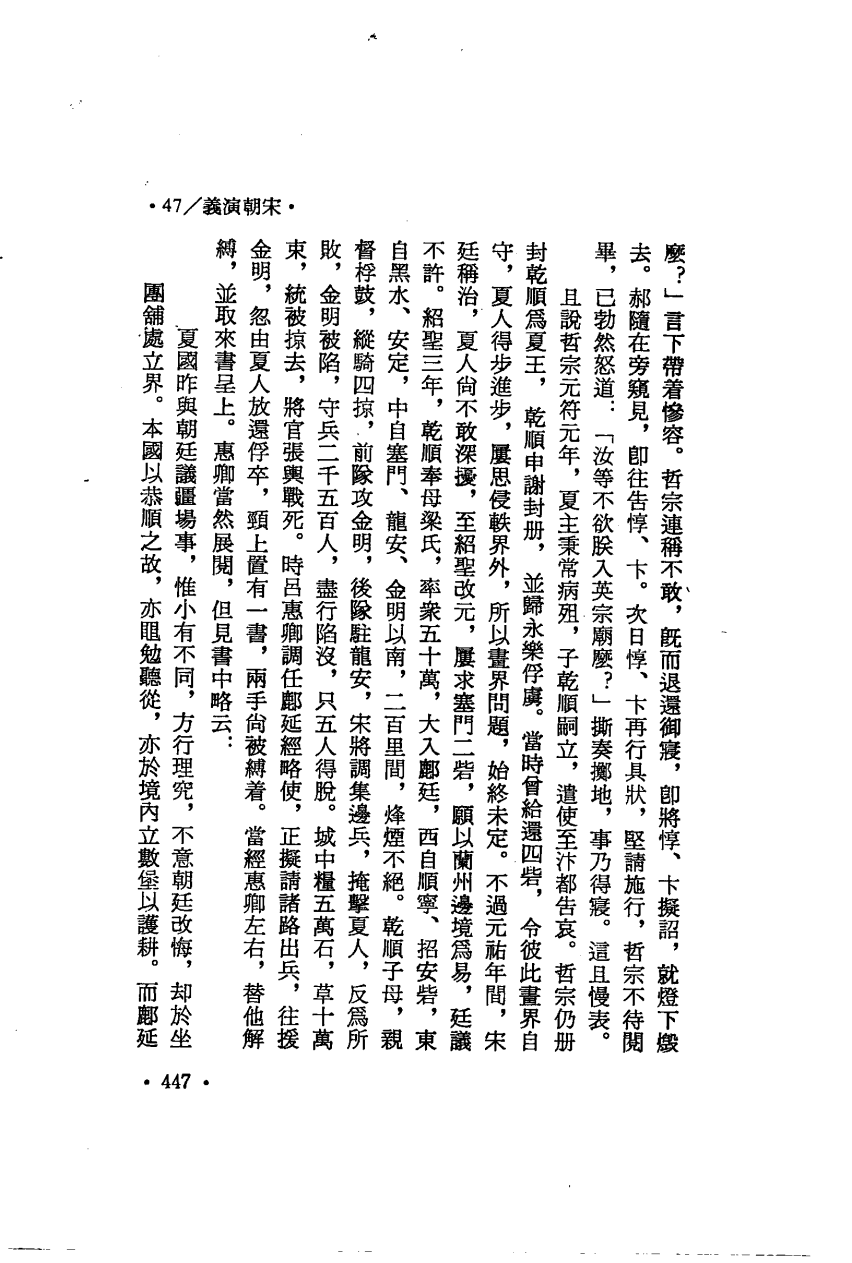 •47／義演朝宋•
麼？」言下帶着慘容。哲宗連稱不敢，既而退還御寢，即將惇、卞擬詔，就燈下燬
去。郝隨在旁窺見，卽往告惇、卞。次日惇、卞再行具狀，堅請施行，哲宗不待閱
畢，已勃然怒道：「汝等不欲朕入英宗廟麼？」撕奏擲地，事乃得寢。這且慢表。
且說哲宗元符元年，夏主秉常病殂，子乾順嗣立，遣使至汴都告哀。哲宗仍册
封乾順爲夏王，乾順申謝封册，並歸永樂俘虜。當時曾給還四砦，令彼此畫界自
守，夏人得步進步，屢思侵軼界外，所以畫界問題，始終未定。不過元祐年間，宋
廷稱治，夏人尙不敢深擾，至紹聖改元，屢求塞門二砦，願以蘭州邊境爲易，廷議
不許。紹聖三年，乾順奉母梁氏，率衆五十萬，大入鄜廷，西自順寧、招安砦，東
自黑水、安定，中自塞門、龍安、金明以南，二百里間，烽煙不絕。乾順子母，親
督桴鼓，縱騎四掠，前隊攻金明，後隊駐龍安，宋將調集邊兵，掩擊夏人，反爲所
敗，金明被陷，守兵二千五百人，盡行陷沒，只五人得脫。城中糧五萬石，草十萬
束，統被掠去，將官張輿戰死。時呂惠卿調任鄜延經略使，正擬請諸路出兵，往援
金明，忽由夏人放還俘卒，頸上置有一書，兩手尙被縛着。當經惠卿左右，替他解
縛，並取來書呈上。惠卿當然展閱，但見書中略云：
夏國昨與朝廷議疆場事，惟小有不同，方行理究，不意朝廷改悔，却於坐
團舖處立界。本國以恭順之故，亦黽勉聽從，亦於境內立數堡以護耕。而鄜延
•447•